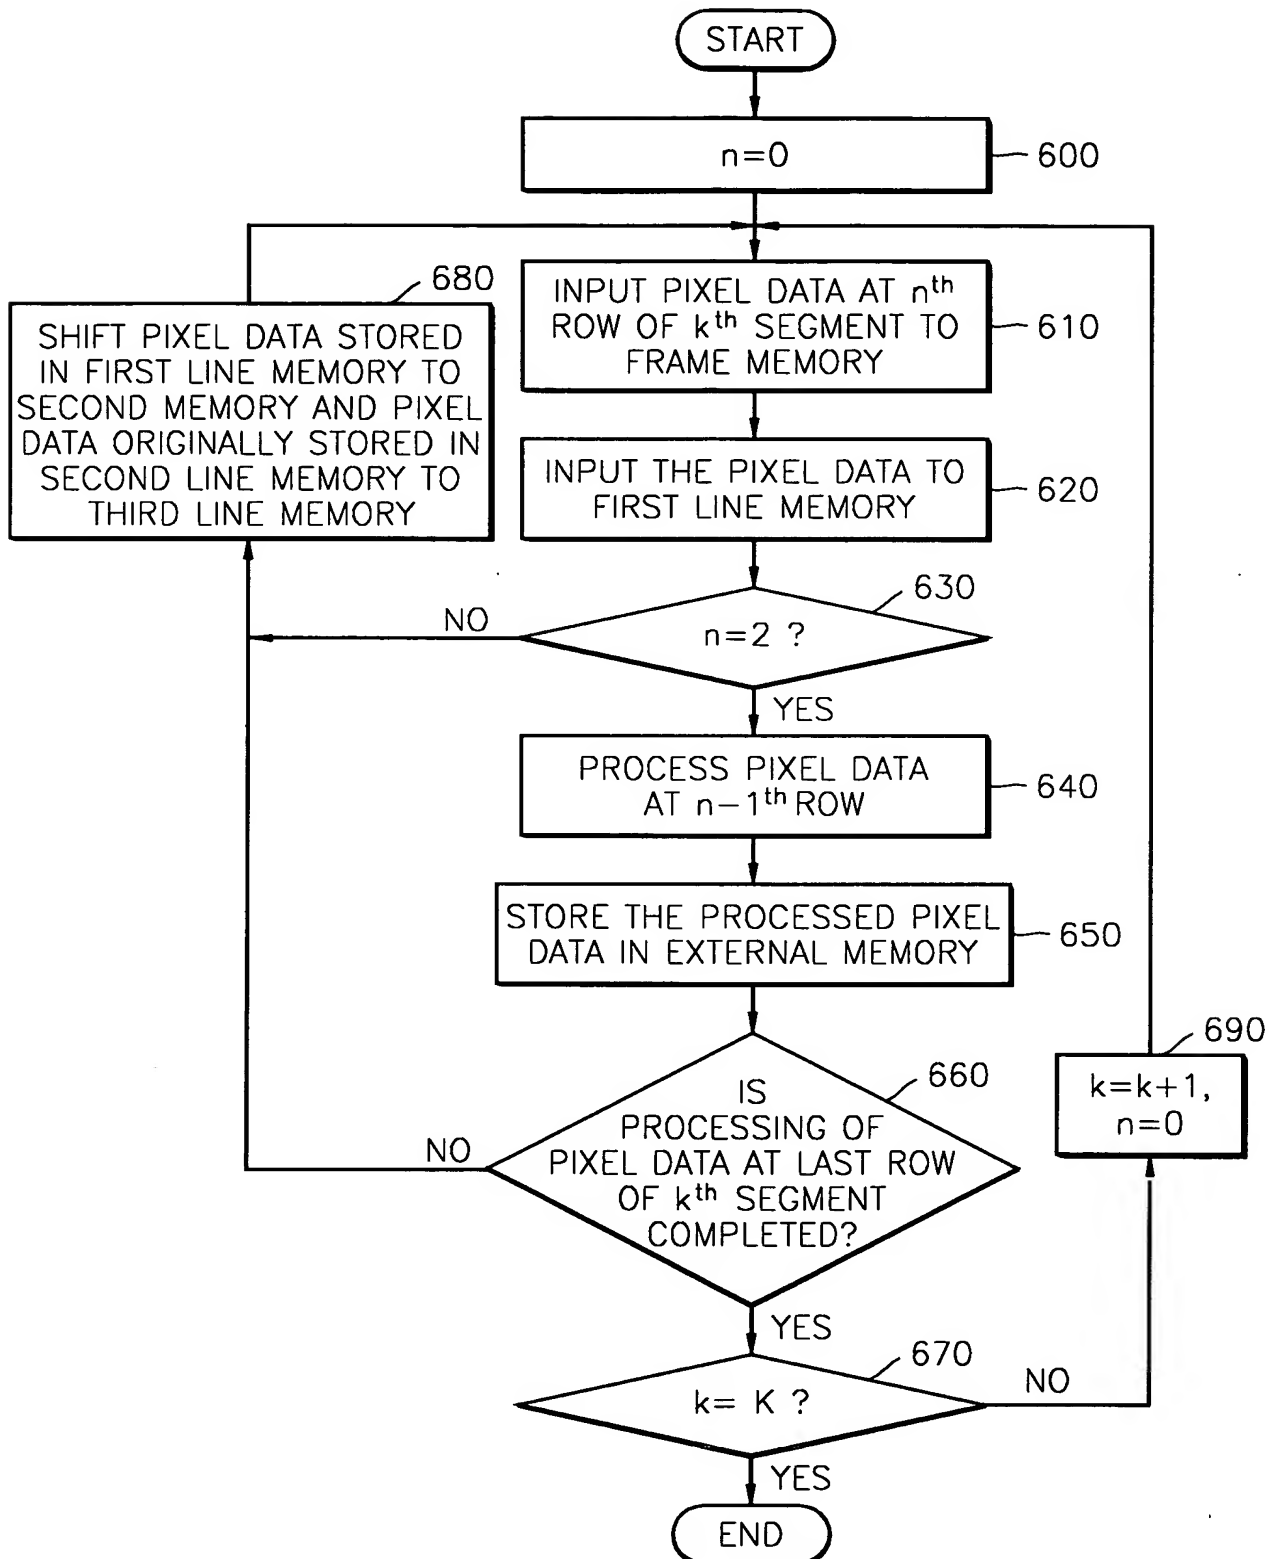 START
n=0
600
680
SHIFT PIXEL DATA STORED
IN FIRST LINE MEMORY TO
SECOND MEMORY AND PIXEL
DATA ORIGINALLY STORED IN
SECOND LINE MEMORY TO
THIRD LINE MEMORY
INPUT PIXEL DATA AT nth
ROW OF kth SEGMENT TO
FRAME MEMORY
610
INPUT THE PIXEL DATA TO
FIRST LINE MEMORY
620
630
n=2 ?
NO
YES
PROCESS PIXEL DATA
AT n-1th ROW
640
STORE THE PROCESSED PIXEL
DATA IN EXTERNAL MEMORY
650
660
IS
PROCESSING OF
PIXEL DATA AT LAST ROW
OF kth SEGMENT
COMPLETED?
NO
YES
690
k=k+1,
n=0
670
k= K ?
NO
YES
END